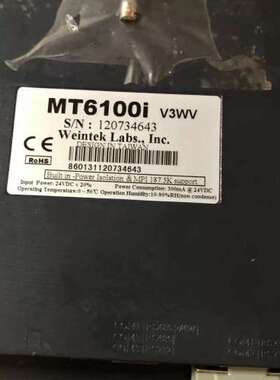 MT6100i V3WV
S/N : 120734643
Weintek Labs., Inc.
DESIGN IN TAIWAN
CE
RoHS
860131120734643
Built in -Power Isolation & MPI 187.5K support
Input Power: 24VDC ± 20% Power Consumption: 300mA @ 24VDC
Operating Temperature: 0 ~ 50°C Operation Humidity:10-90%RH(non condense)